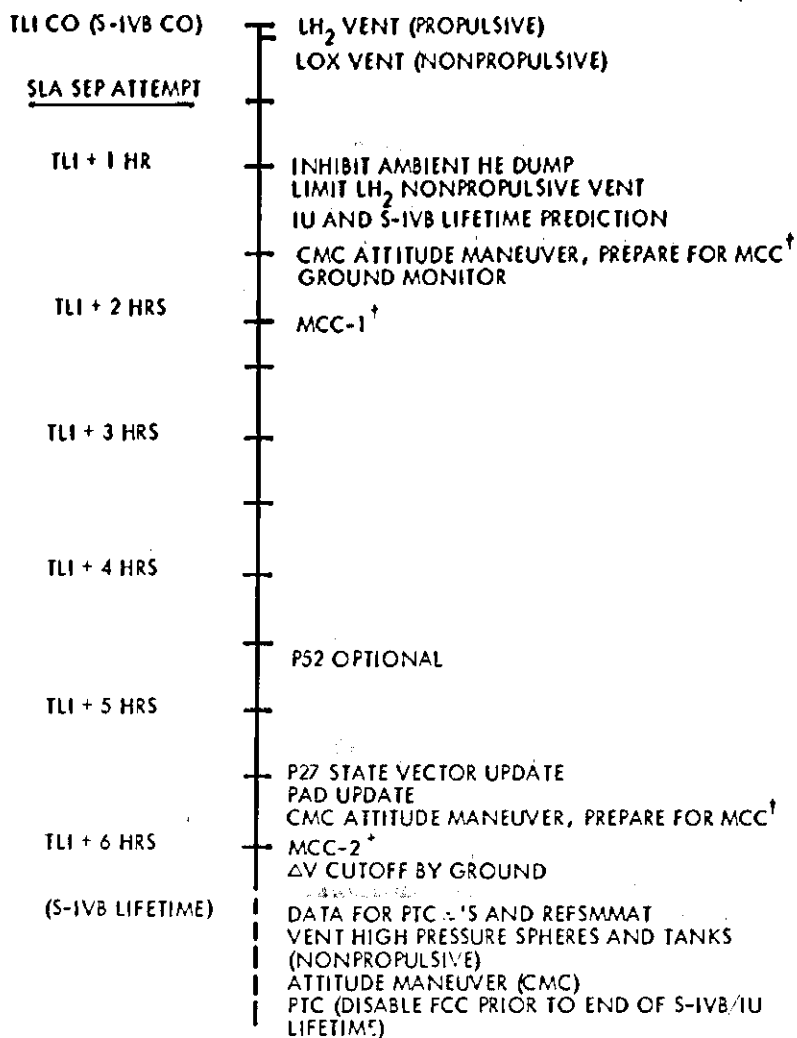 TLI CO (S-IVB CO)
LH₂ VENT (PROPULSIVE)
LOX VENT (NONPROPULSIVE)
SLA SEP ATTEMPT
TLI + 1 HR
INHIBIT AMBIENT HE DUMP
LIMIT LH₂ NONPROPULSIVE VENT
IU AND S-IVB LIFETIME PREDICTION
CMC ATTITUDE MANEUVER, PREPARE FOR MCC†
GROUND MONITOR
TLI + 2 HRS
MCC-1†
TLI + 3 HRS
TLI + 4 HRS
P52 OPTIONAL
TLI + 5 HRS
P27 STATE VECTOR UPDATE
PAD UPDATE
CMC ATTITUDE MANEUVER, PREPARE FOR MCC†
TLI + 6 HRS
MCC-2†
ΔV CUTOFF BY GROUND
(S-IVB LIFETIME)
DATA FOR PTC 'S AND REFSMMAT
VENT HIGH PRESSURE SPHERES AND TANKS
(NONPROPULSIVE)
ATTITUDE MANEUVER (CMC)
PTC (DISABLE FCC PRIOR TO END OF S-IVB/IU
LIFETIME)